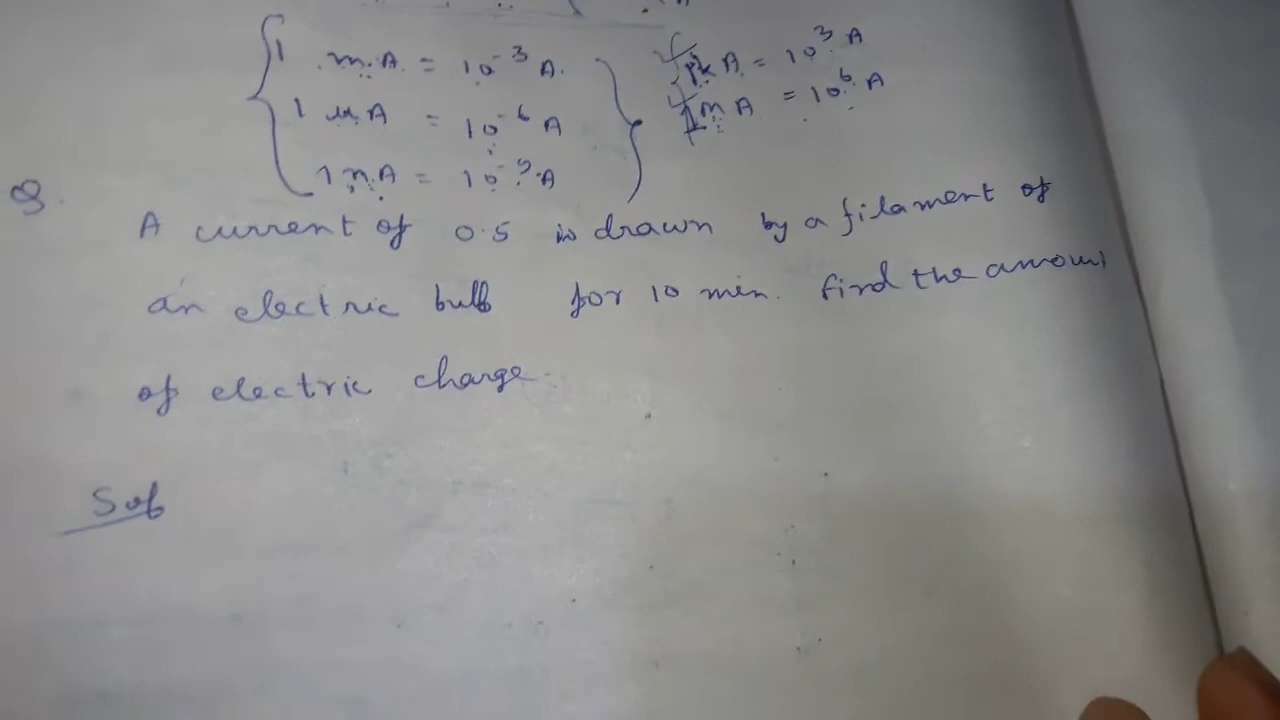 1 mA = 10⁻³ A.
1 μA = 10⁻⁶ A
1 nA = 10⁻⁹ A
1 kA = 10³ A
1 mA = 10⁶ A
Q. A current of 0.5 is drawn by a filament of
an electric bulb for 10 min. find the amount
of electric charge.
Sol